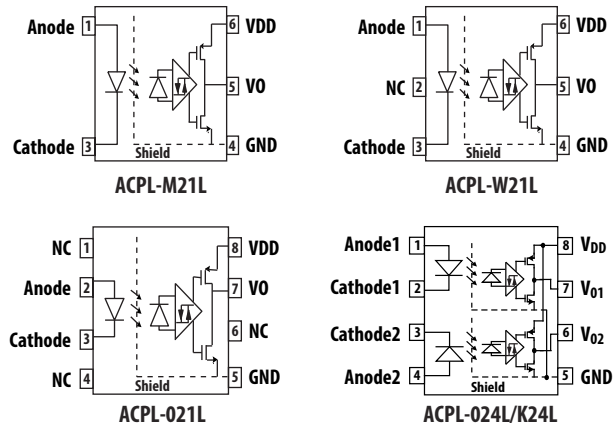 Anode 1 6 VDD
5 VO
Cathode 3 4 GND
Shield
ACPL-M21L
Anode 1 6 VDD
NC 2 5 VO
Cathode 3 4 GND
Shield
ACPL-W21L
NC 1 8 VDD
Anode 2 7 VO
Cathode 3 6 NC
NC 4 5 GND
Shield
ACPL-021L
Anode1 1 8 VDD
Cathode1 2 7 V01
Cathode2 3 6 V02
Anode2 4 5 GND
Shield
ACPL-024L/K24L